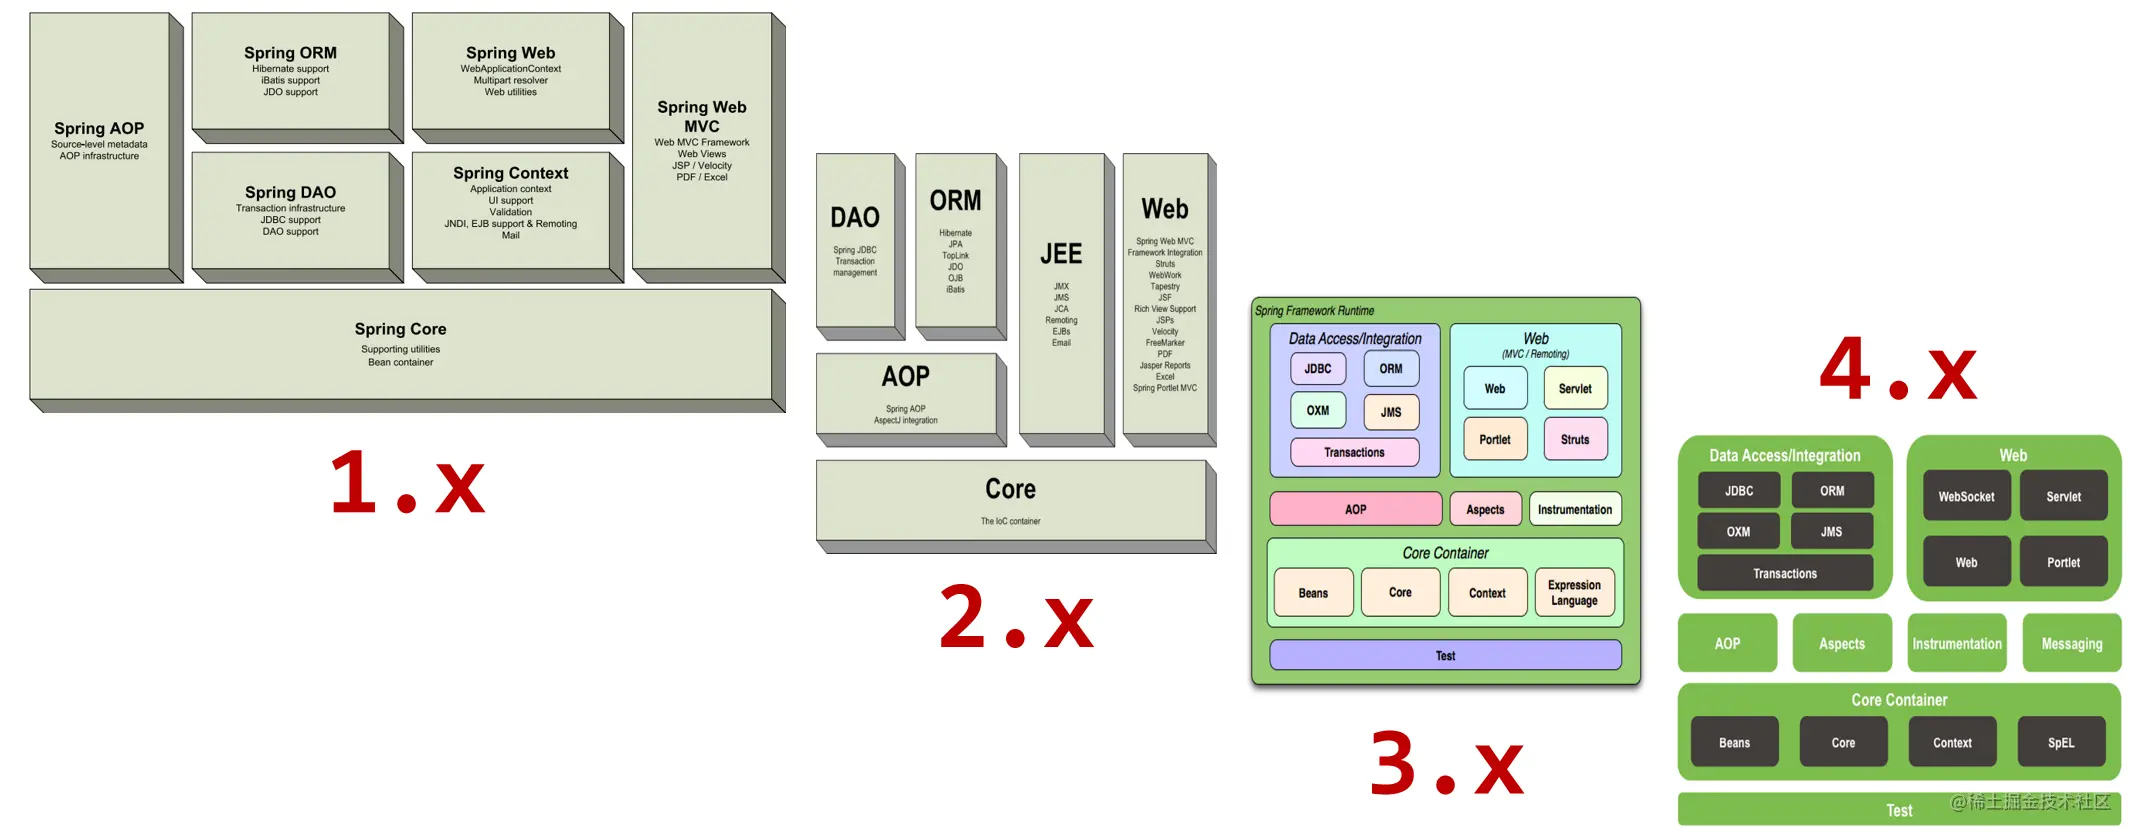 Spring AOP
Source-level metadata
AOP infrastructure
Spring ORM
Hibernate support
iBatis support
JDO support
Spring Web
WebApplicationContext
Multipart resolver
Web utilities
Spring DAO
Transaction infrastructure
JDBC support
DAO support
Spring Context
Application context
UI support
Validation
JNDI, EJB support & Remoting
Mail
Spring Web
MVC
Web MVC Framework
Web Views
JSP / Velocity
PDF / Excel
Spring Core
Supporting utilities
Bean container
1.x
DAO
Spring JDBC
Transaction
management
ORM
Hibernate
JPA
TopLink
JDO
OJB
iBatis
JEE
JMX
JMS
JCA
Remoting
EJBs
Email
Web
Spring Web MVC
Framework Integration
Struts
WebWork
Tapestry
JSF
Rich View Support
JSPs
Velocity
FreeMarker
PDF
Jasper Reports
Excel
Spring Portlet MVC
AOP
Spring AOP
AspectJ integration
Core
The IoC container
2.x
Spring Framework Runtime
Data Access/Integration
JDBC
ORM
OXM
JMS
Transactions
Web
(MVC / Remoting)
Web
Servlet
Portlet
Struts
AOP
Aspects
Instrumentation
Core Container
Beans
Core
Context
Expression
Language
Test
3.x
4.x
Data Access/Integration
JDBC
ORM
OXM
JMS
Transactions
Web
WebSocket
Servlet
Web
Portlet
AOP
Aspects
Instrumentation
Messaging
Core Container
Beans
Core
Context
SpEL
Test
@稀土掘金技术社区